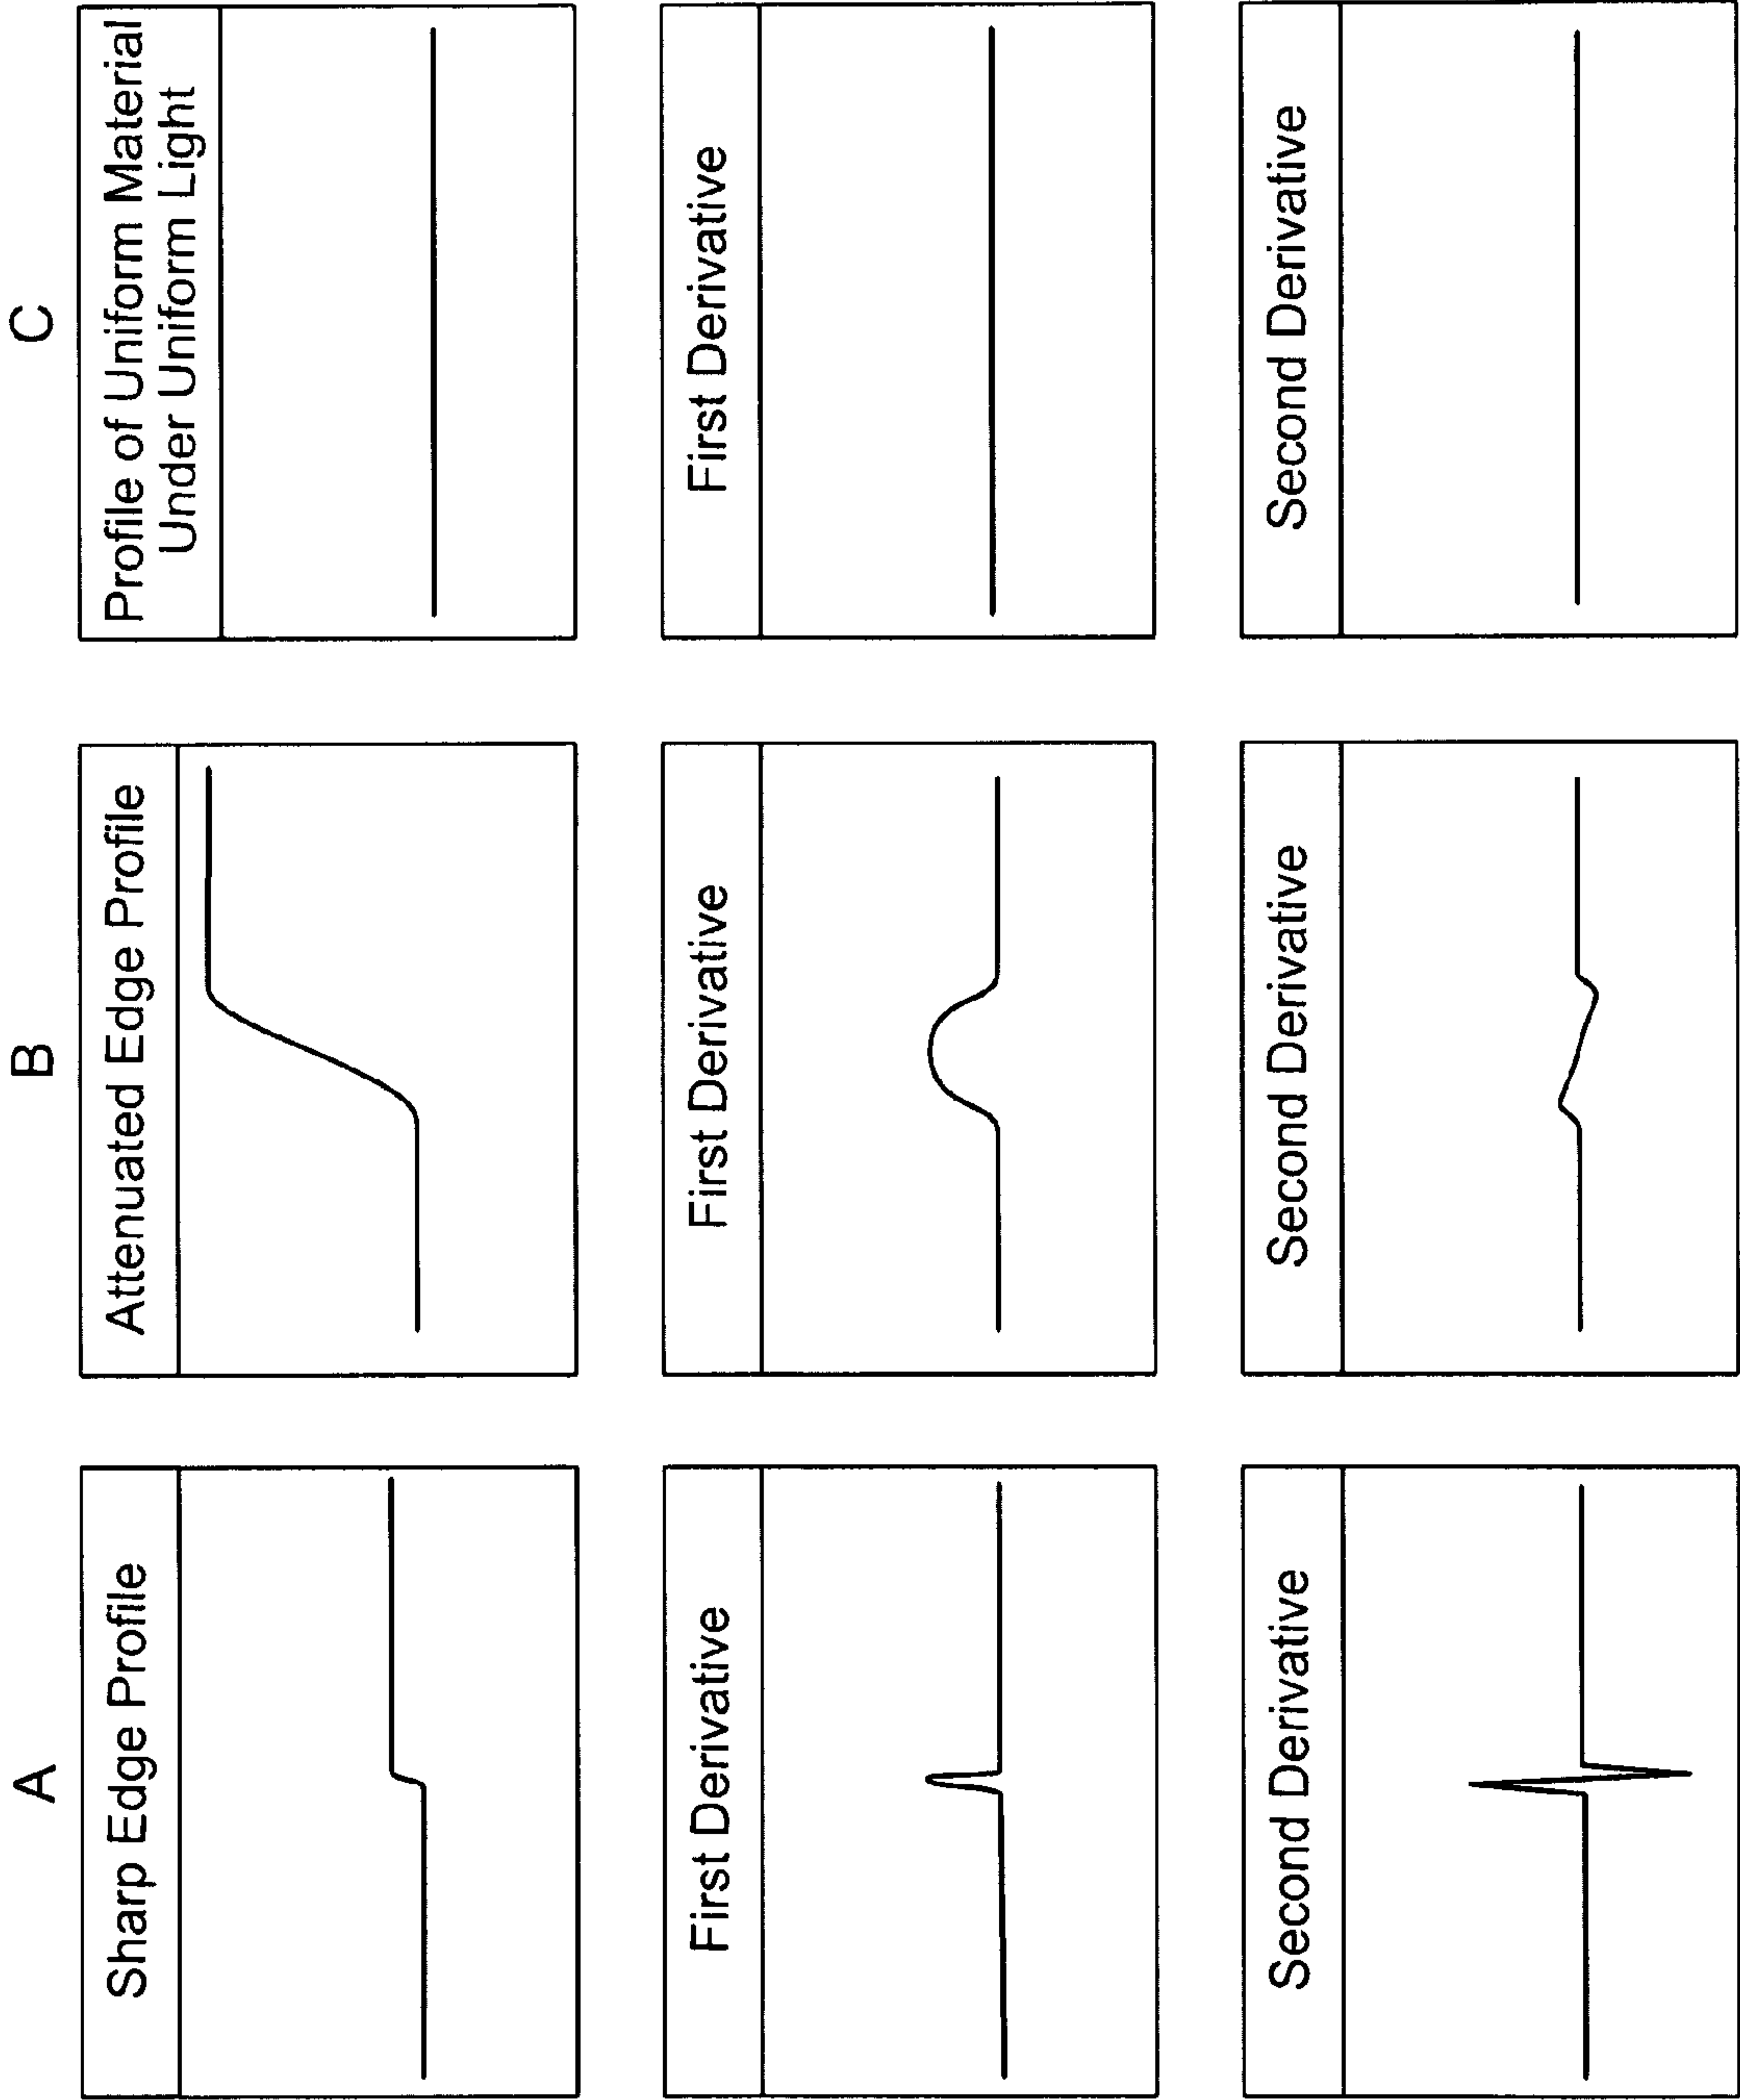 A
B
C
Sharp Edge Profile
Attenuated Edge Profile
Profile of Uniform Material
Under Uniform Light
First Derivative
First Derivative
First Derivative
Second Derivative
Second Derivative
Second Derivative